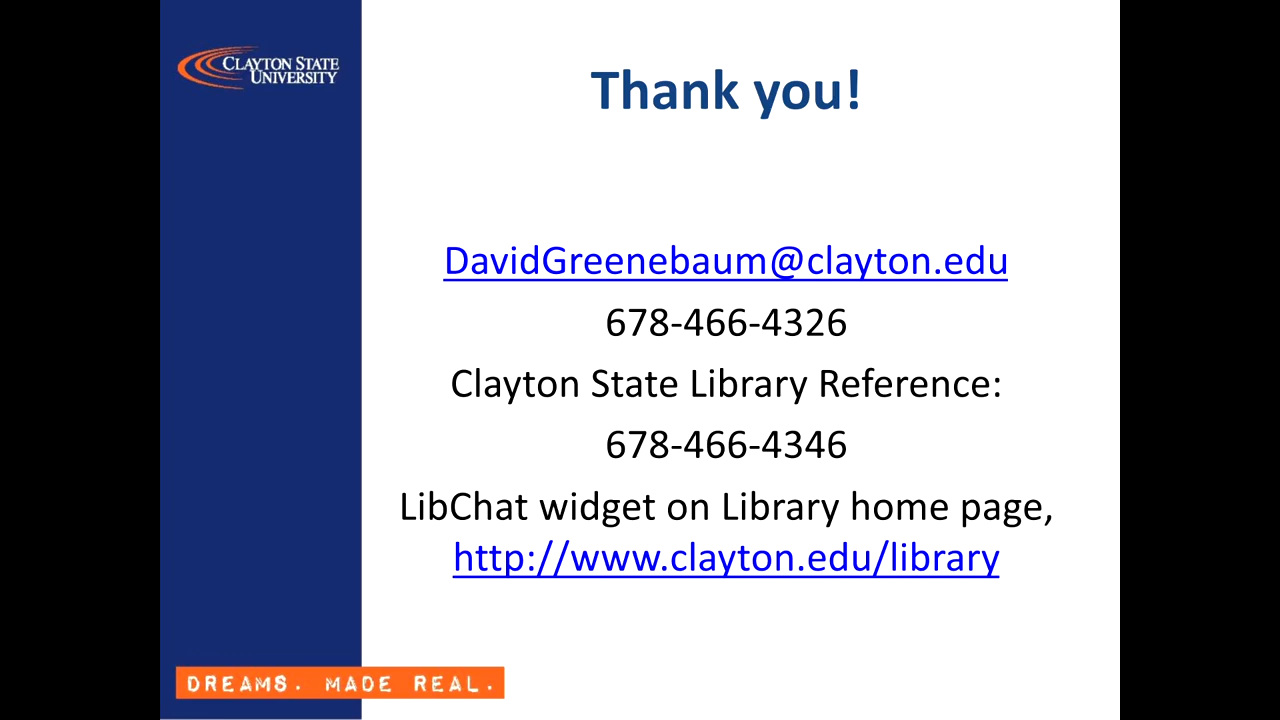 CLAYTON STATE
UNIVERSITY
Thank you!
DavidGreenebaum@clayton.edu
678-466-4326
Clayton State Library Reference:
678-466-4346
LibChat widget on Library home page,
http://www.clayton.edu/library
DREAMS. MADE REAL.